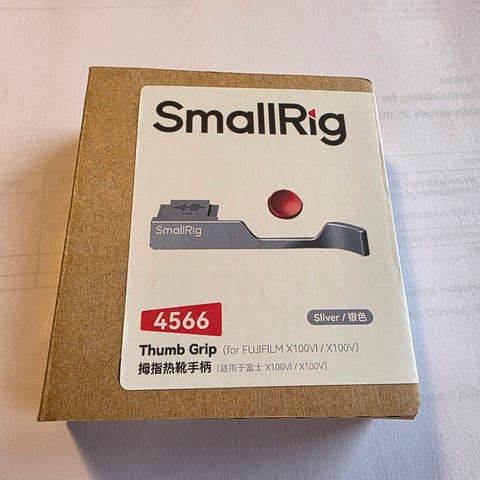 SmallRig
SmallRig
4566
Sliver / 银色
Thumb Grip (for FUJIFILM X100VI / X100V)
拇指热靴手柄 (适用于富士 X100VI / X100V)